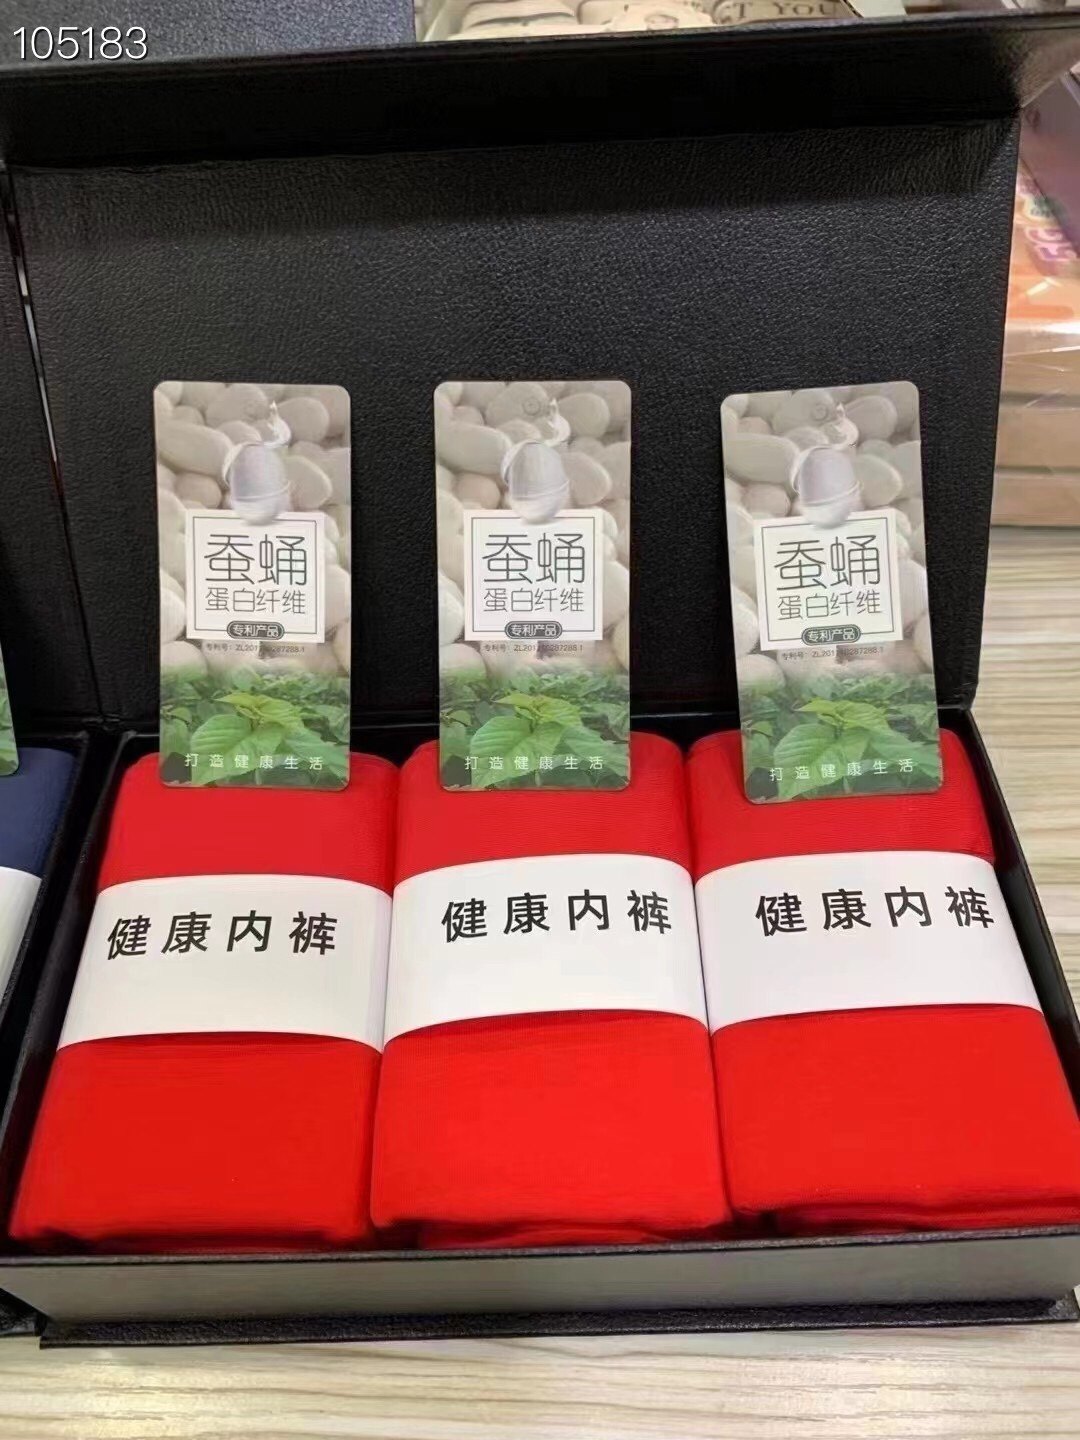 105183
蚕蛹
蛋白纤维
专利产品
打造健康生活
蚕蛹
蛋白纤维
专利产品
打造健康生活
蚕蛹
蛋白纤维
专利产品
打造健康生活
健康内裤
健康内裤
健康内裤